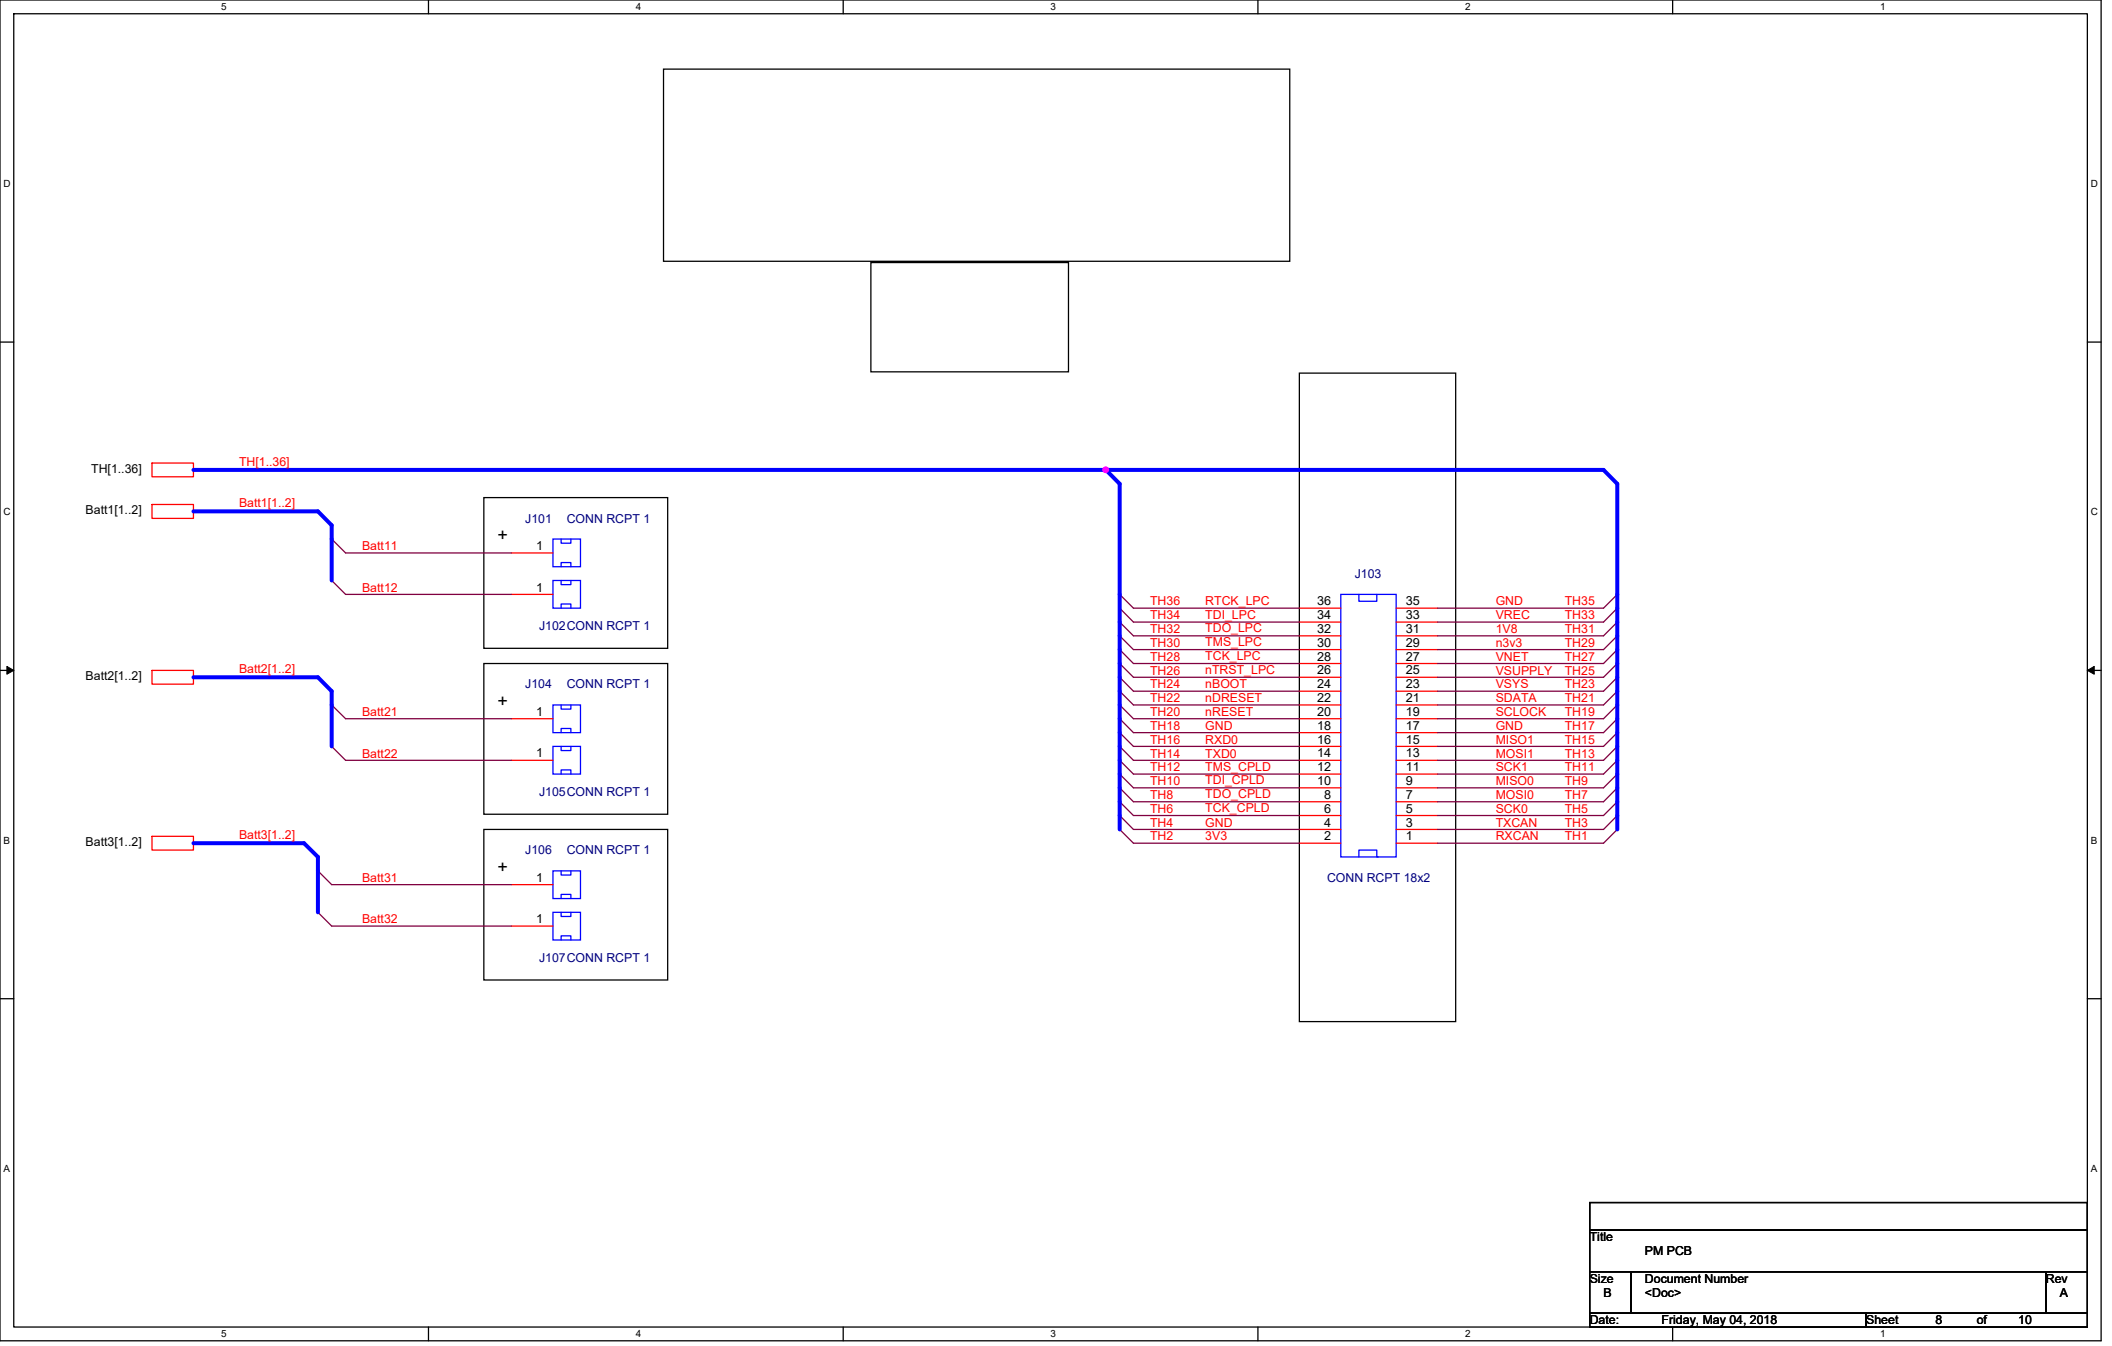 5 4 3 2 1
D D
TH[1..36] TH[1..36]
C Batt1[1..2] Batt1[1..2] C
J101 CONN RCPT 1
+
Batt11 1
Batt12 1
J102 CONN RCPT 1
Batt2[1..2] Batt2[1..2]
J104 CONN RCPT 1
+
Batt21 1
Batt22 1
J105 CONN RCPT 1
B Batt3[1..2] Batt3[1..2] B
J106 CONN RCPT 1
+
Batt31 1
Batt32 1
J107 CONN RCPT 1
J103
TH36 RTCK_LPC 36 35 GND TH35
TH34 TDI_LPC 34 33 VREC TH33
TH32 TDO_LPC 32 31 1V8 TH31
TH30 TMS_LPC 30 29 n3v3 TH29
TH28 TCK_LPC 28 27 VNET TH27
TH26 nTRST_LPC 26 25 VSUPPLY TH25
TH24 nBOOT 24 23 VSYS TH23
TH22 nDRESET 22 21 SDATA TH21
TH20 nRESET 20 19 SCLOCK TH19
TH18 GND 18 17 GND TH17
TH16 RXD0 16 15 MISO1 TH15
TH14 TXD0 14 13 MOSI1 TH13
TH12 TMS_CPLD 12 11 SCK1 TH11
TH10 TDI_CPLD 10 9 MISO0 TH9
TH8 TDO_CPLD 8 7 MOSI0 TH7
TH6 TCK_CPLD 6 5 SCK0 TH5
TH4 GND 4 3 TXCAN TH3
TH2 3V3 2 1 RXCAN TH1
CONN RCPT 18x2
A A
Title
PM PCB
Size Document Number Rev
B <Doc> A
Date: Friday, May 04, 2018 Sheet 8 of 10
5 4 3 2 1